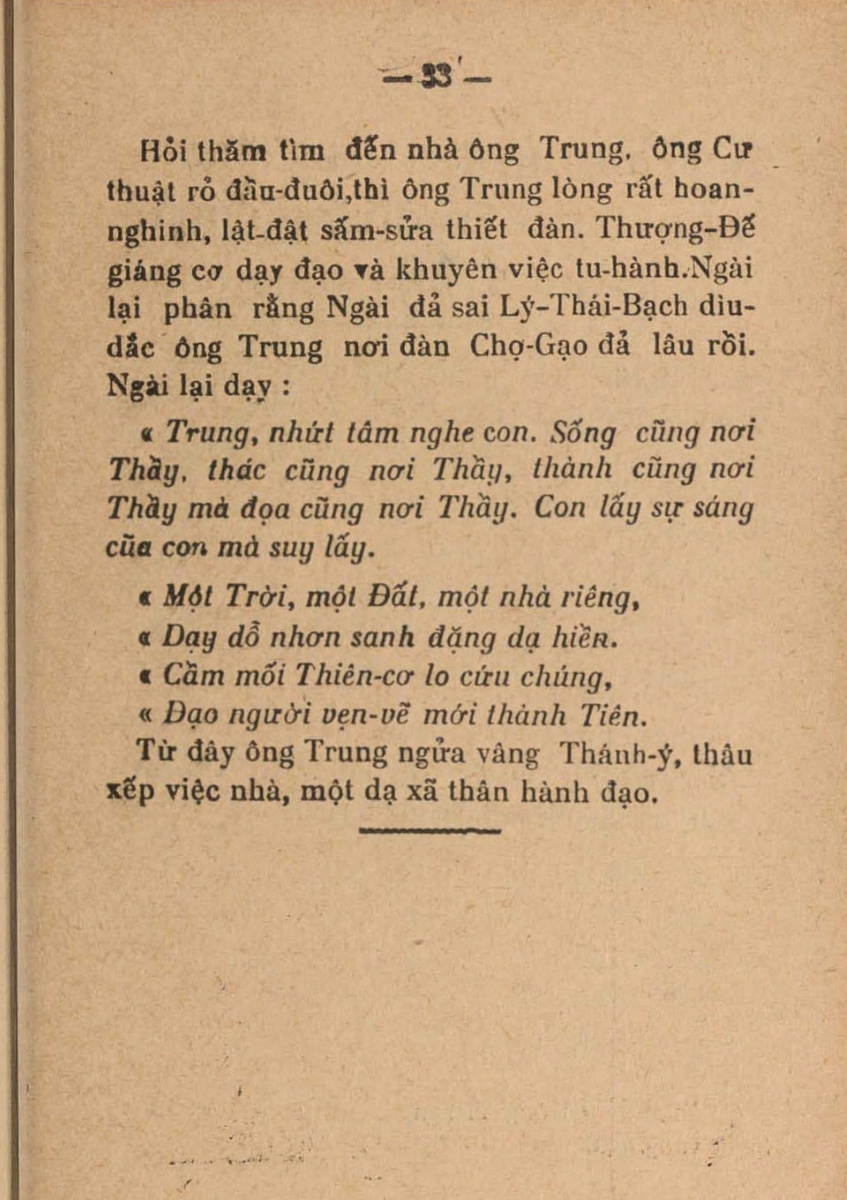 — 33 —
Hỏi thăm tìm đến nhà ông Trung, ông Cư
thuật rỏ đầu-đuôi,thì ông Trung lòng rất hoan-
nghinh, lật-đật sấm-sửa thiết đàn. Thượng-Đế
giáng cơ dạy đạo và khuyên việc tu-hành.Ngài
lại phân rằng Ngài đả sai Lý-Thái-Bạch dìu-
dắc ông Trung nơi đàn Chợ-Gạo đả lâu rồi.
Ngài lại dạy :
« Trung, nhứt tâm nghe con. Sống cũng nơi
Thầy, thác cũng nơi Thầy, thành cũng nơi
Thầy mà đọa cũng nơi Thầy. Con lấy sự sáng
cũa con mà suy lấy.
« Một Trời, một Đất, một nhà riêng,
« Dạy dỗ nhơn sanh đặng dạ hiền.
« Cầm mối Thiên-cơ lo cứu chúng,
« Đạo người vẹn-vẽ mới thành Tiên.
Từ đây ông Trung ngửa vâng Thánh-ý, thâu
xếp việc nhà, một dạ xã thân hành đạo.